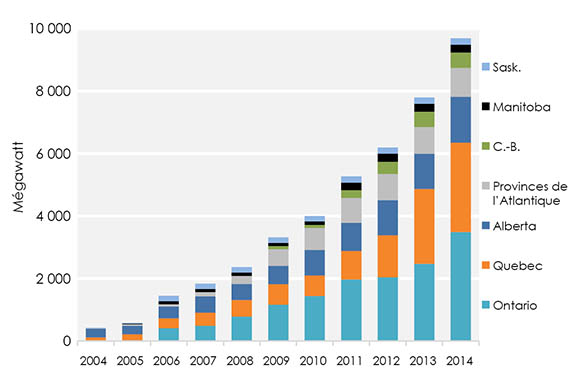 10 000
8 000
6 000
4 000
2 000
0
Mégawatt
2004 2005 2006 2007 2008 2009 2010 2011 2012 2013 2014
Sask.
Manitoba
C.-B.
Provinces de
l'Atlantique
Alberta
Quebec
Ontario